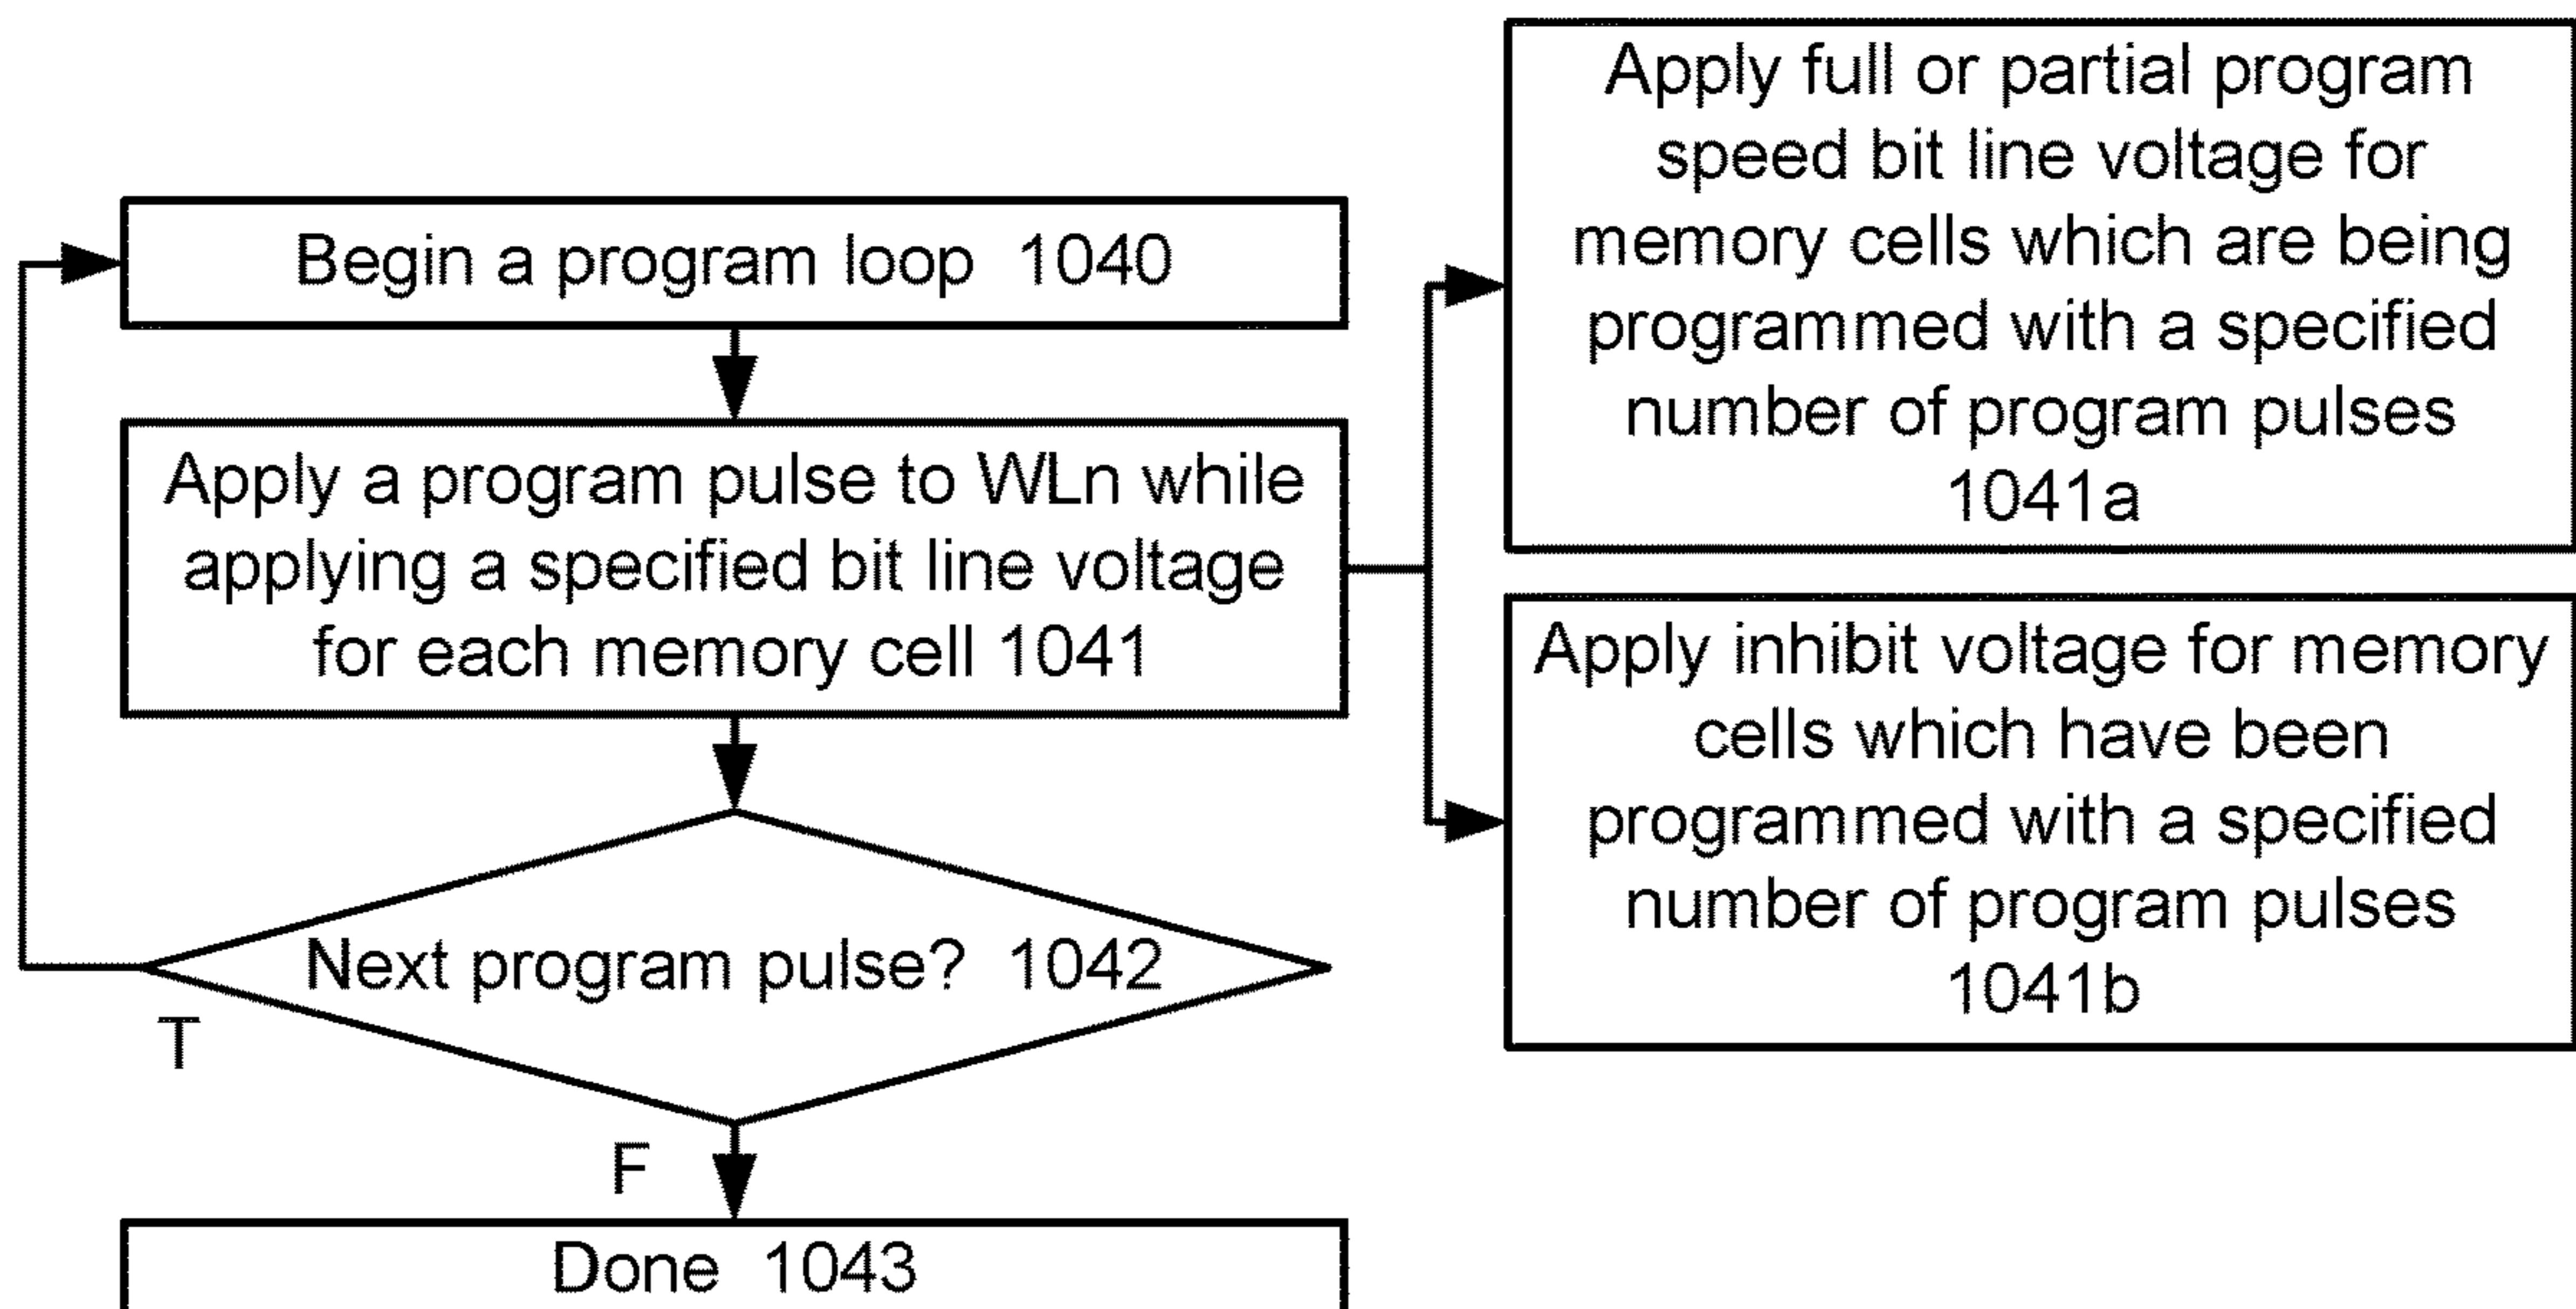 Begin a program loop 1040
Apply a program pulse to WLn while
applying a specified bit line voltage
for each memory cell 1041
Apply full or partial program
speed bit line voltage for
memory cells which are being
programmed with a specified
number of program pulses
1041a
Apply inhibit voltage for memory
cells which have been
programmed with a specified
number of program pulses
1041b
Next program pulse? 1042
T
F
Done 1043